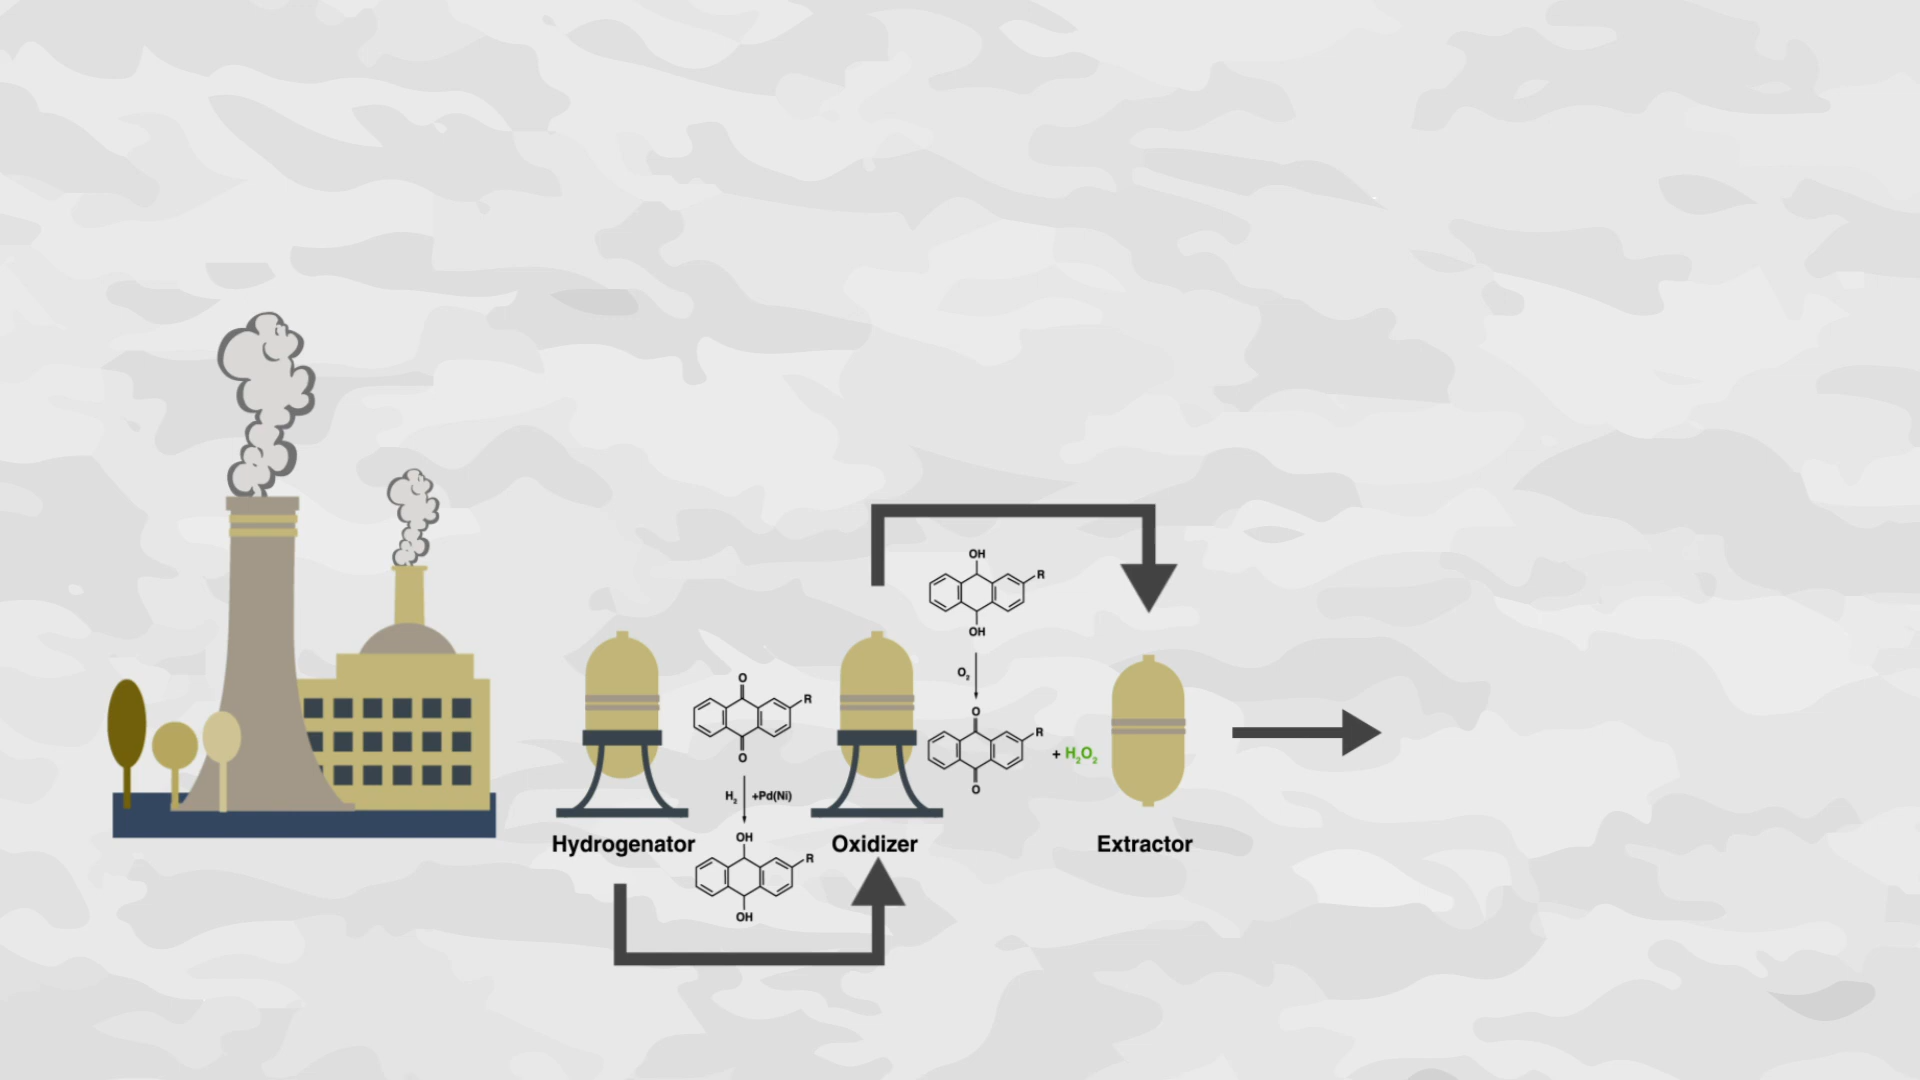 O
R
O
H₂ +Pd(Ni)
OH
R
OH
Hydrogenator
OH
R
OH
O₂
O
R
O
+ H₂O₂
Oxidizer
Extractor